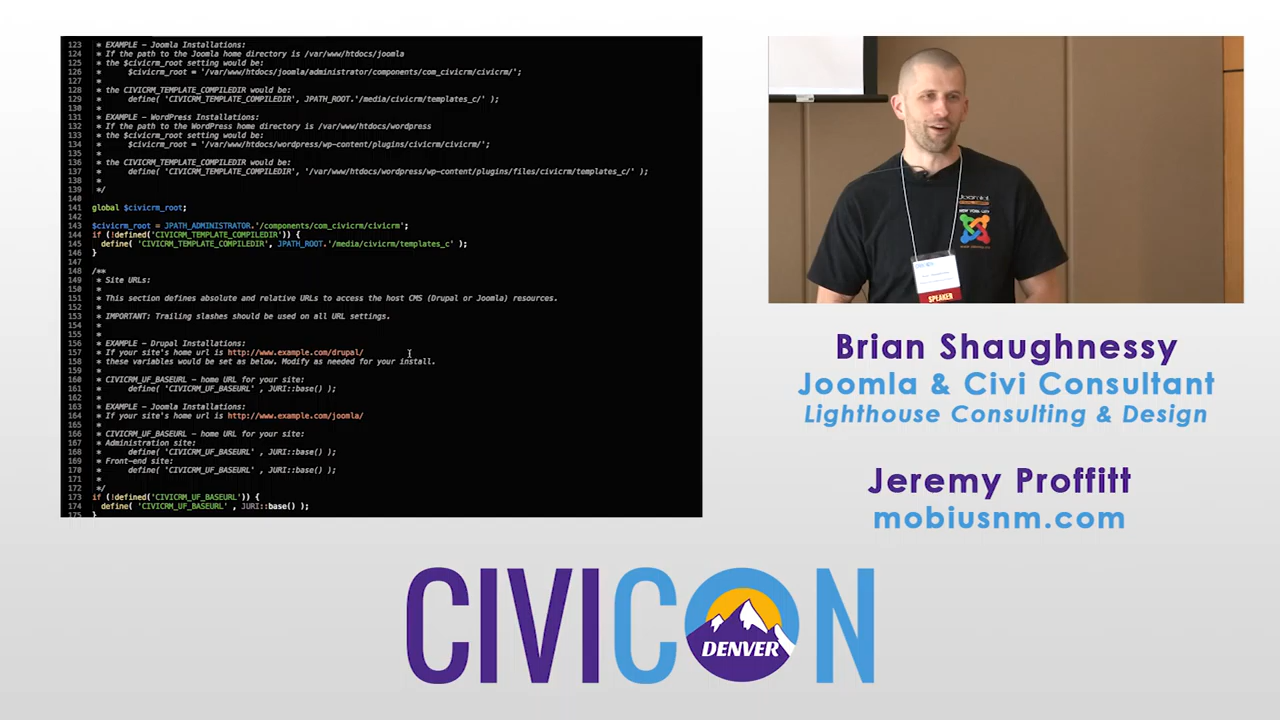 123 * EXAMPLE - Joomla Installations:
124 * If the path to the Joomla home directory is /var/www/htdocs/joomla
125 * the $civicrm_root setting would be:
126 *      $civicrm_root = '/var/www/htdocs/joomla/administrator/components/com_civicrm/civicrm/';
127 *
128 * the CIVICRM_TEMPLATE_COMPILEDIR would be:
129 *      define( 'CIVICRM_TEMPLATE_COMPILEDIR', JPATH_ROOT.'/media/civicrm/templates_c/' );
130 *
131 * EXAMPLE - WordPress Installations:
132 * If the path to the WordPress home directory is /var/www/htdocs/wordpress
133 * the $civicrm_root setting would be:
134 *      $civicrm_root = '/var/www/htdocs/wordpress/wp-content/plugins/civicrm/civicrm/';
135 *
136 * the CIVICRM_TEMPLATE_COMPILEDIR would be:
137 *      define( 'CIVICRM_TEMPLATE_COMPILEDIR', '/var/www/htdocs/wordpress/wp-content/plugins/files/civicrm/templates_c/' );
138 *
139 */
140
141 global $civicrm_root;
142
143 $civicrm_root = JPATH_ADMINISTRATOR.'/components/com_civicrm/civicrm';
144 if (!defined('CIVICRM_TEMPLATE_COMPILEDIR')) {
145   define( 'CIVICRM_TEMPLATE_COMPILEDIR', JPATH_ROOT.'/media/civicrm/templates_c' );
146 }
147
148 /**
149 * Site URLs:
150 *
151 * This section defines absolute and relative URLs to access the host CMS (Drupal or Joomla) resources.
152 *
153 * IMPORTANT: Trailing slashes should be used on all URL settings.
154 *
155 *
156 * EXAMPLE - Drupal Installations:
157 * If your site's home url is http://www.example.com/drupal/
158 * these variables would be set as below. Modify as needed for your install.
159 *
160 * CIVICRM_UF_BASEURL - home URL for your site:
161 *      define( 'CIVICRM_UF_BASEURL' , JURI::base() );
162 *
163 * EXAMPLE - Joomla Installations:
164 * If your site's home url is http://www.example.com/joomla/
165 *
166 * CIVICRM_UF_BASEURL - home URL for your site:
167 * Administration site:
168 *      define( 'CIVICRM_UF_BASEURL' , JURI::base() );
169 * Front-end site:
170 *      define( 'CIVICRM_UF_BASEURL' , JURI::base() );
171 *
172 */
173 if (!defined('CIVICRM_UF_BASEURL')) {
174   define( 'CIVICRM_UF_BASEURL' , JURI::base() );
175 }
Joomla!
NEW YORK CITY
SPEAKER
Brian Shaughnessy
Joomla & Civi Consultant
Lighthouse Consulting & Design
Jeremy Proffitt
mobiusnm.com
CIVICON
DENVER